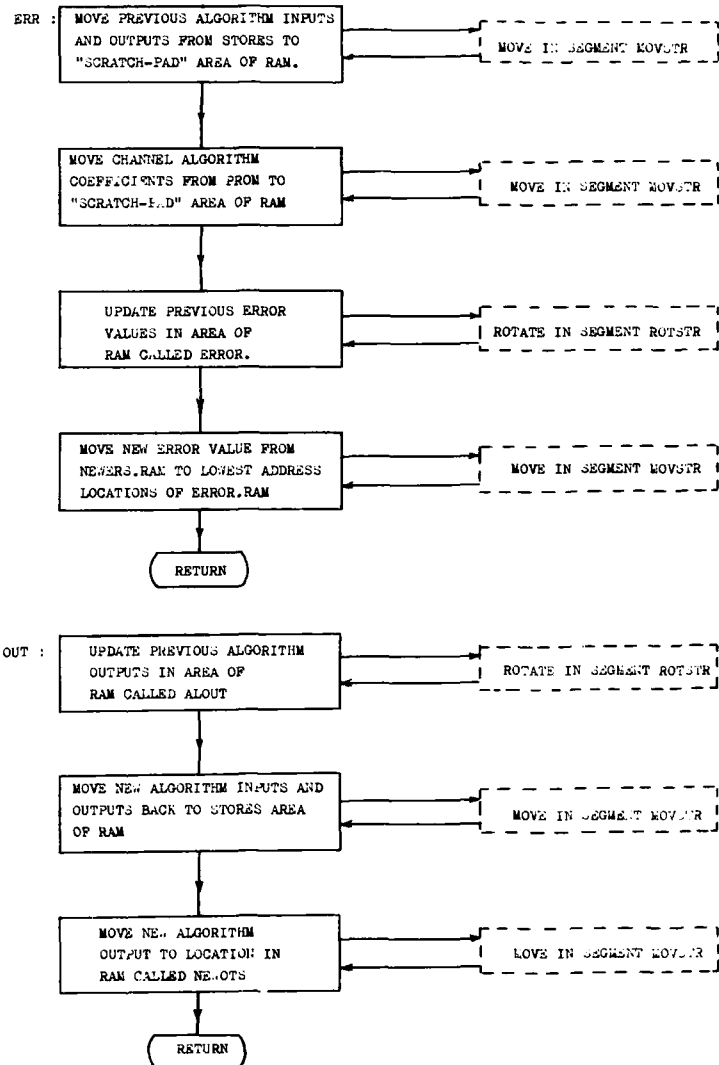 ERR :
MOVE PREVIOUS ALGORITHM INPUTS
AND OUTPUTS FROM STORES TO
"SCRATCH-PAD" AREA OF RAM.
MOVE IN SEGMENT MOVSTR
MOVE CHANNEL ALGORITHM
COEFFICIENTS FROM PROM TO
"SCRATCH-PAD" AREA OF RAM
MOVE IN SEGMENT MOVSTR
UPDATE PREVIOUS ERROR
VALUES IN AREA OF
RAM CALLED ERROR.
ROTATE IN SEGMENT ROTSTR
MOVE NEW ERROR VALUE FROM
NEWERS.RAM TO LOWEST ADDRESS
LOCATIONS OF ERROR.RAM
MOVE IN SEGMENT MOVSTR
RETURN
OUT :
UPDATE PREVIOUS ALGORITHM
OUTPUTS IN AREA OF
RAM CALLED ALOUT
ROTATE IN SEGMENT ROTSTR
MOVE NEW ALGORITHM INPUTS AND
OUTPUTS BACK TO STORES AREA
OF RAM
MOVE IN SEGMENT MOVSTR
MOVE NEW ALGORITHM
OUTPUT TO LOCATION IN
RAM CALLED NEWOTS
MOVE IN SEGMENT MOVSTR
RETURN